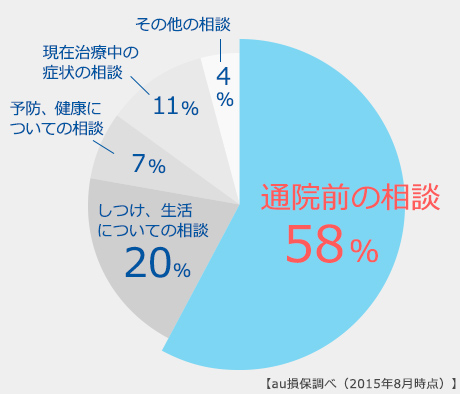 その他の相談
4
%
現在治療中の
症状の相談
11%
予防、健康に
ついての相談
7%
通院前の相談
58%
しつけ、生活
についての相談
20%
【au損保調べ(2015年8月時点)】